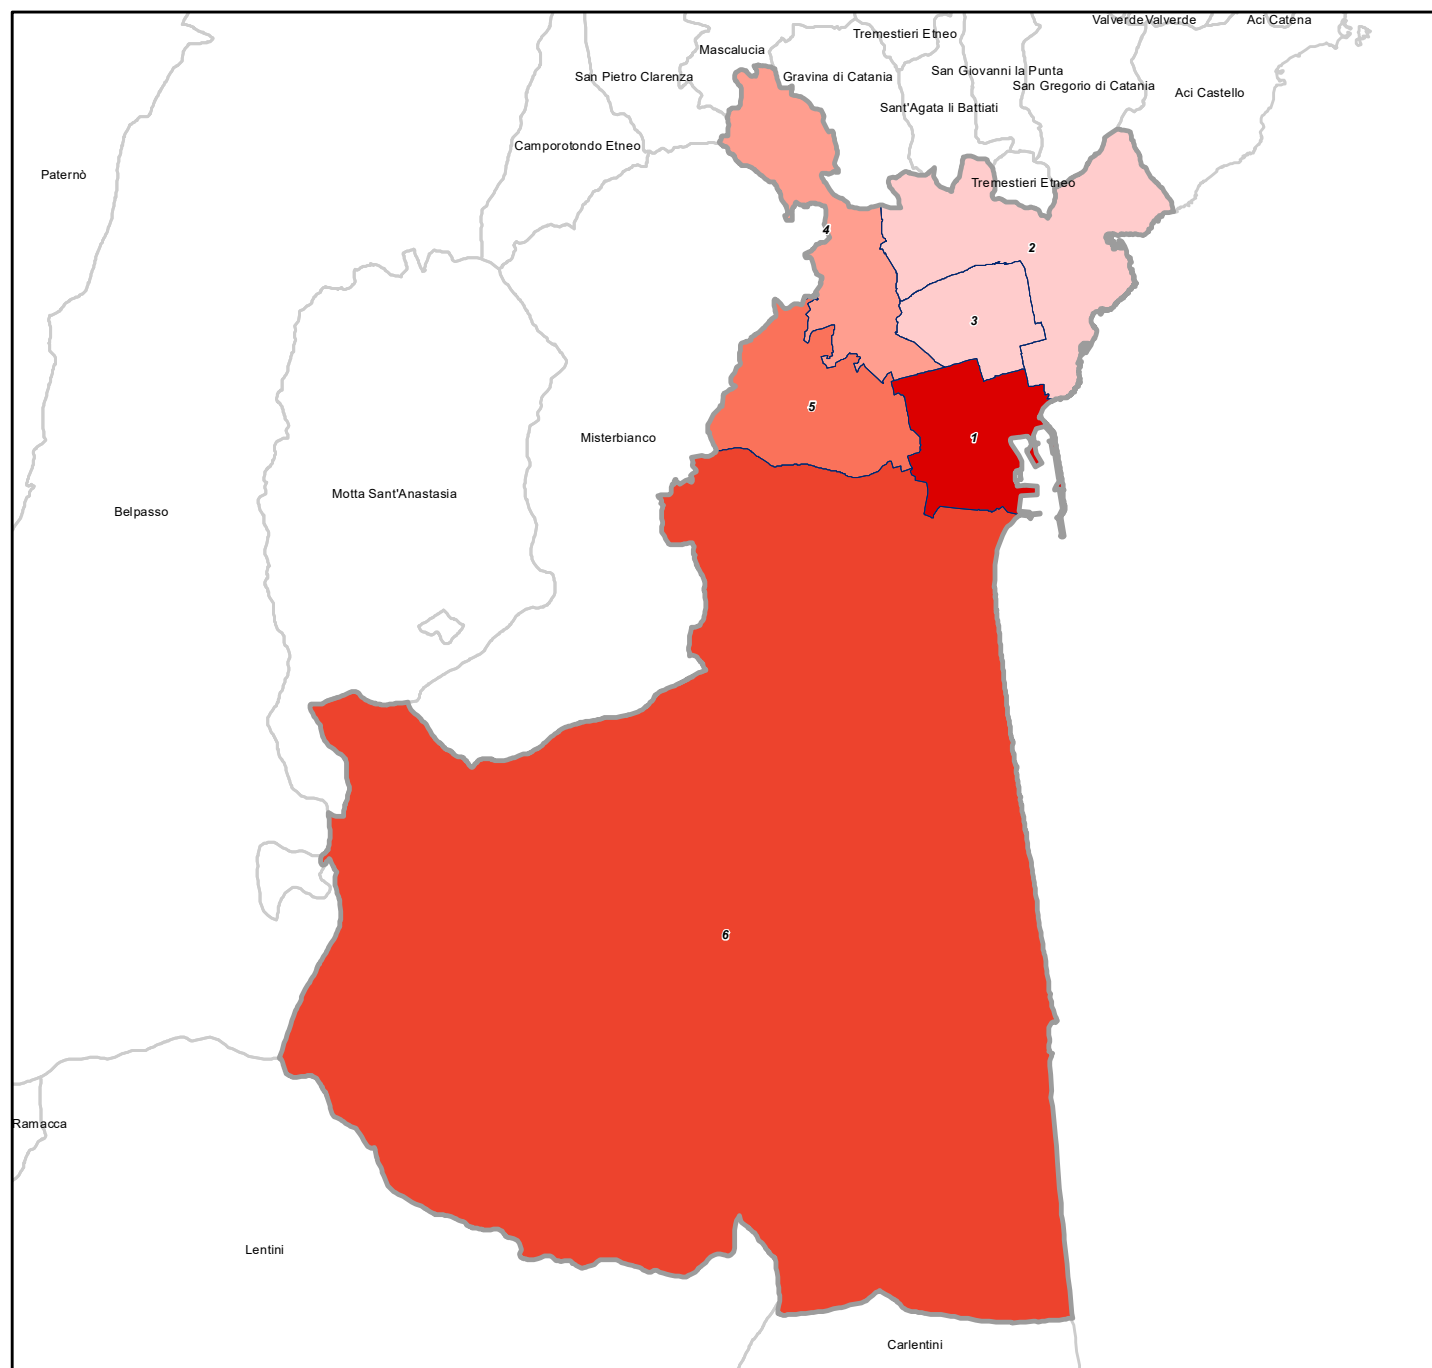 Valverde Valverde
Aci Catena
Tremestieri Etneo
Mascalucia
San Pietro Clarenza
Gravina di Catania
San Giovanni la Punta
San Gregorio di Catania
Aci Castello
Sant'Agata li Battiati
Camporotondo Etneo
Paternò
Tremestieri Etneo
4
2
3
5
1
Misterbianco
Motta Sant'Anastasia
Belpasso
6
Ramacca
Lentini
Carlentini